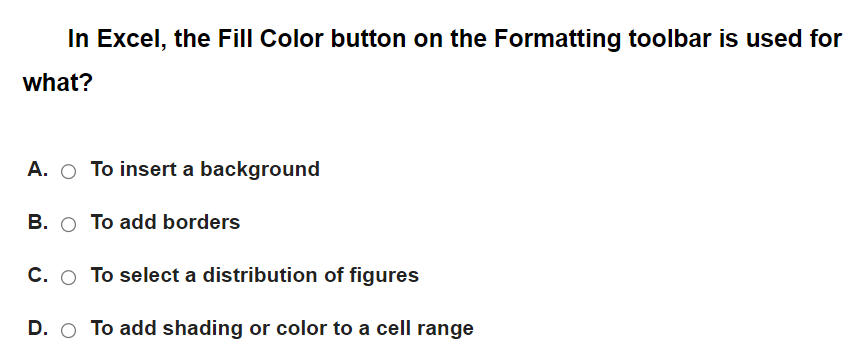 In Excel, the Fill Color button on the Formatting toolbar is used for
what?
A. To insert a background
B. To add borders
C. To select a distribution of figures
D. To add shading or color to a cell range